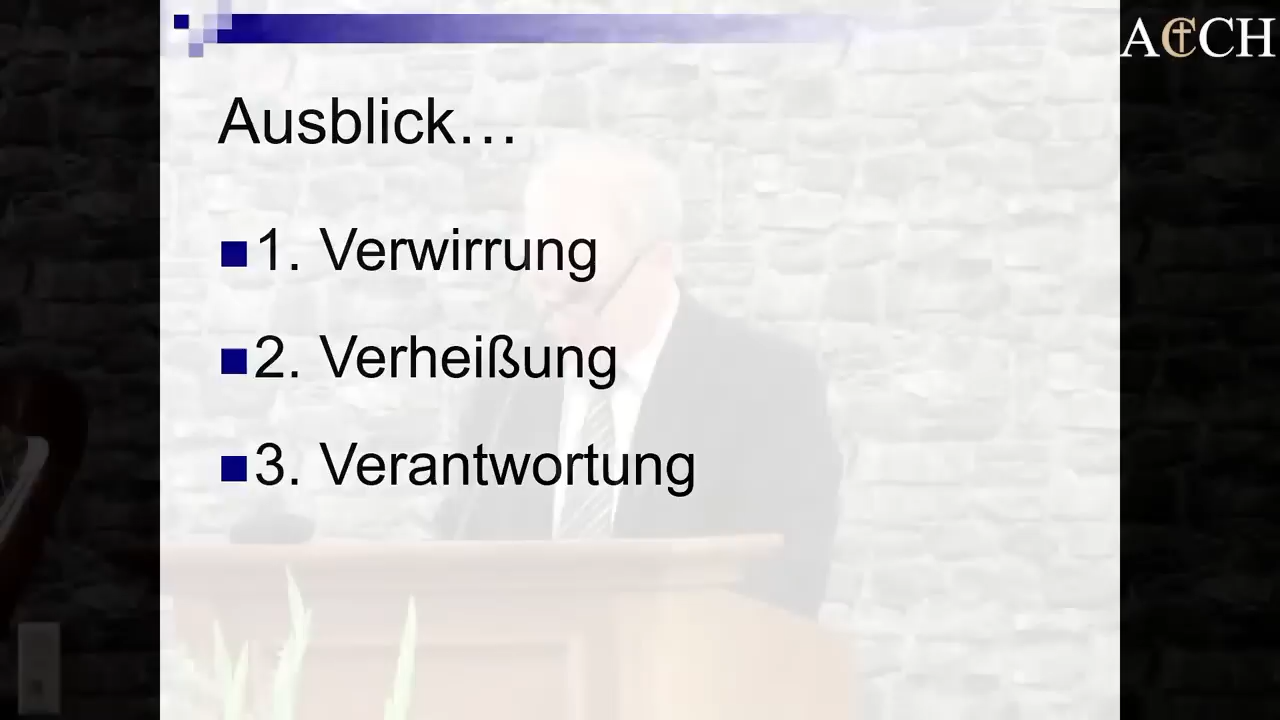 ACCH
Ausblick…
1. Verwirrung
2. Verheißung
3. Verantwortung